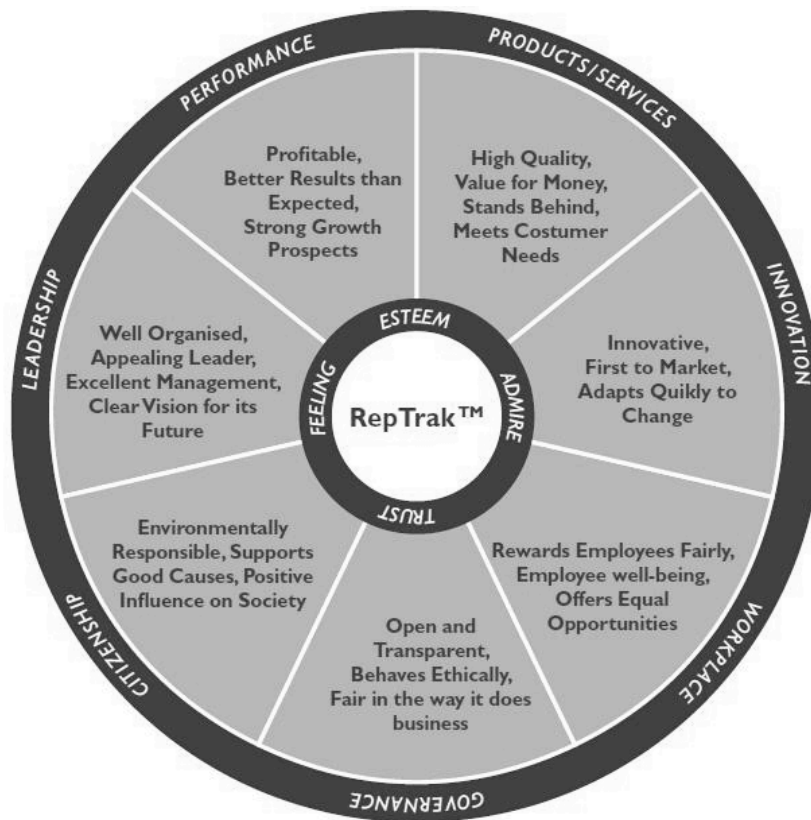 PERFORMANCE
Profitable,
Better Results than
Expected,
Strong Growth
Prospects
PRODUCTS/SERVICES
High Quality,
Value for Money,
Stands Behind,
Meets Costumer
Needs
INNOVATION
Innovative,
First to Market,
Adapts Quikly to
Change
WORKPLACE
Rewards Employees Fairly,
Employee well-being,
Offers Equal
Opportunities
GOVERNANCE
Open and
Transparent,
Behaves Ethically,
Fair in the way it does
business
CITIZENSHIP
Environmentally
Responsible, Supports
Good Causes, Positive
Influence on Society
LEADERSHIP
Well Organised,
Appealing Leader,
Excellent Management,
Clear Vision for its
Future
ESTEEM
ADMIRE
TRUST
FEELING
RepTrak™